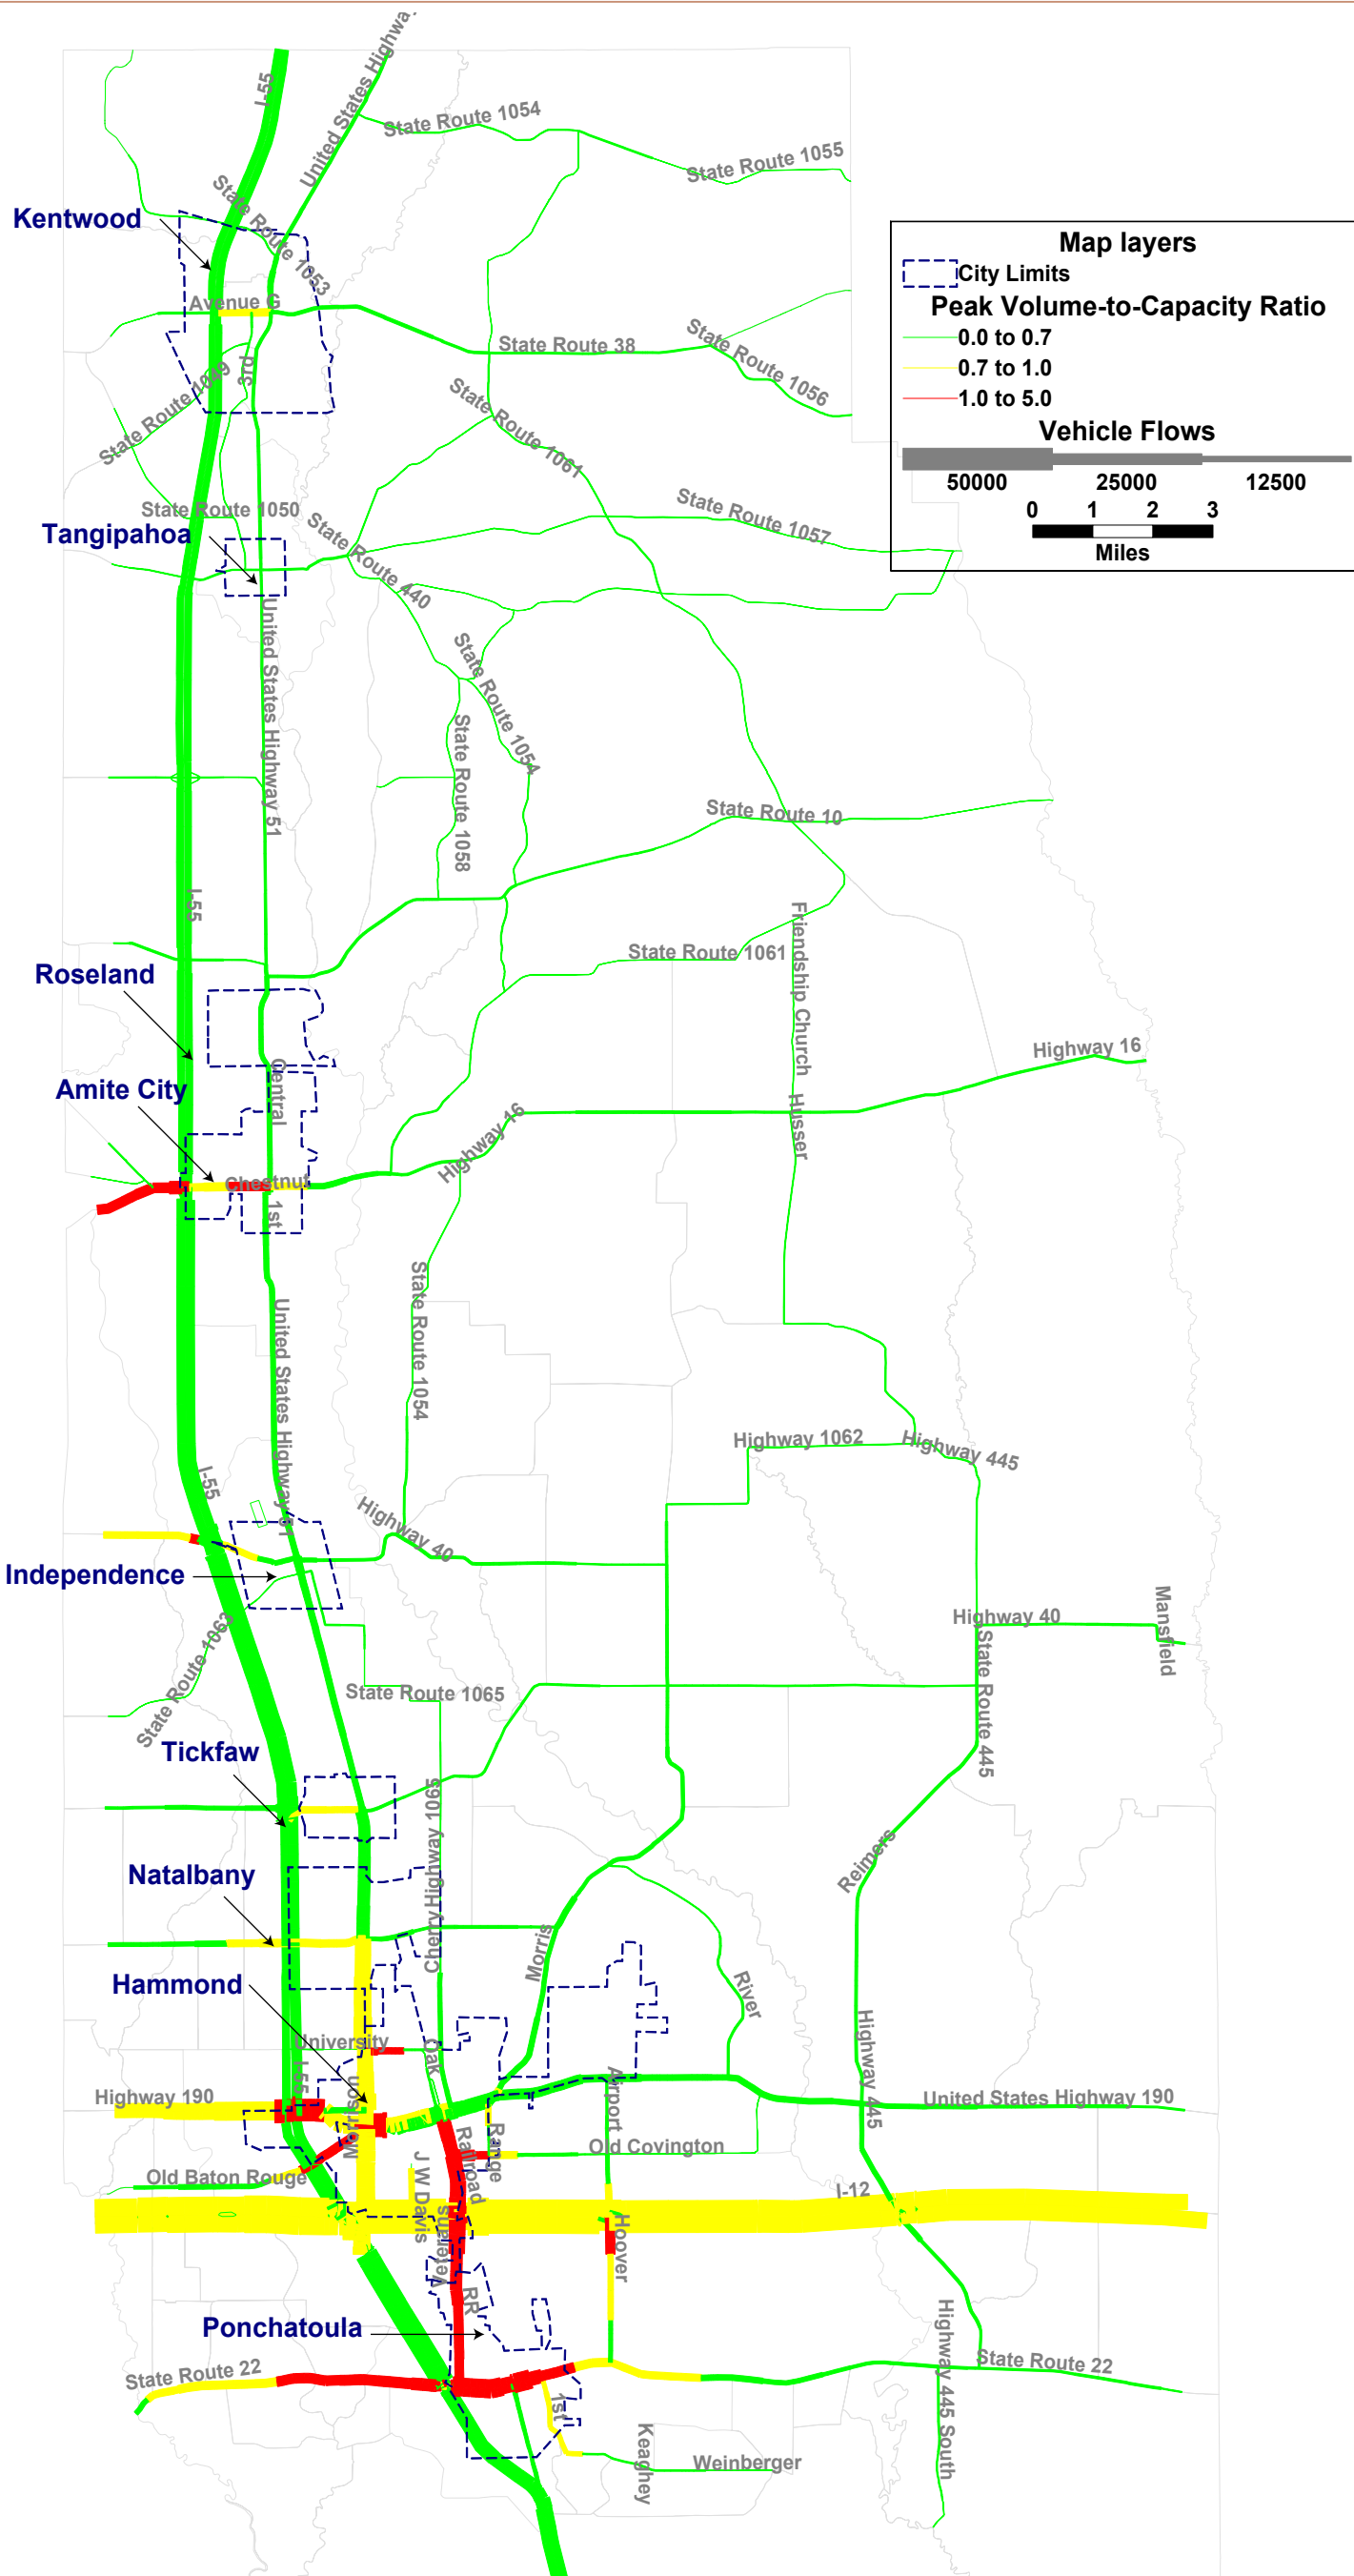 I-55
United States Highway
State Route 1054
State Route 1055
Kentwood
State Route 1053
Map layers
City Limits
Peak Volume-to-Capacity Ratio
0.0 to 0.7
0.7 to 1.0
1.0 to 5.0
Vehicle Flows
50000 25000 12500
0 1 2 3
Miles
Avenue G
State Route 38
State Route 1056
3rd
State Route 1049
State Route 1061
State Route 1050
Tangipahoa
State Route 1057
State Route 440
United States Highway 51
State Route 1054
State Route 1058
State Route 10
I-55
Friendship Church
State Route 1061
Roseland
Highway 16
Amite City
Central
Husser
Highway 16
Chestnut
1st
State Route 1054
United States Highway 51
Highway 1062
Highway 445
I-55
Highway 40
Independence
Highway 40
Mansfield
State Route 1063
State Route 1065
State Route 445
Tickfaw
Cherry
Highway 1065
Reimers
Natalbany
Morris
River
Hammond
University
Oak
I-55
Highway 190
Morrison
Airport
Highway 445
United States Highway 190
Range
Railroad
Old Covington
Old Baton Rouge
J W Davis
I-12
Veterans
Hoover
RR
Ponchatoula
State Route 22
Highway 445 South
State Route 22
1st
Keaghey
Weinberger